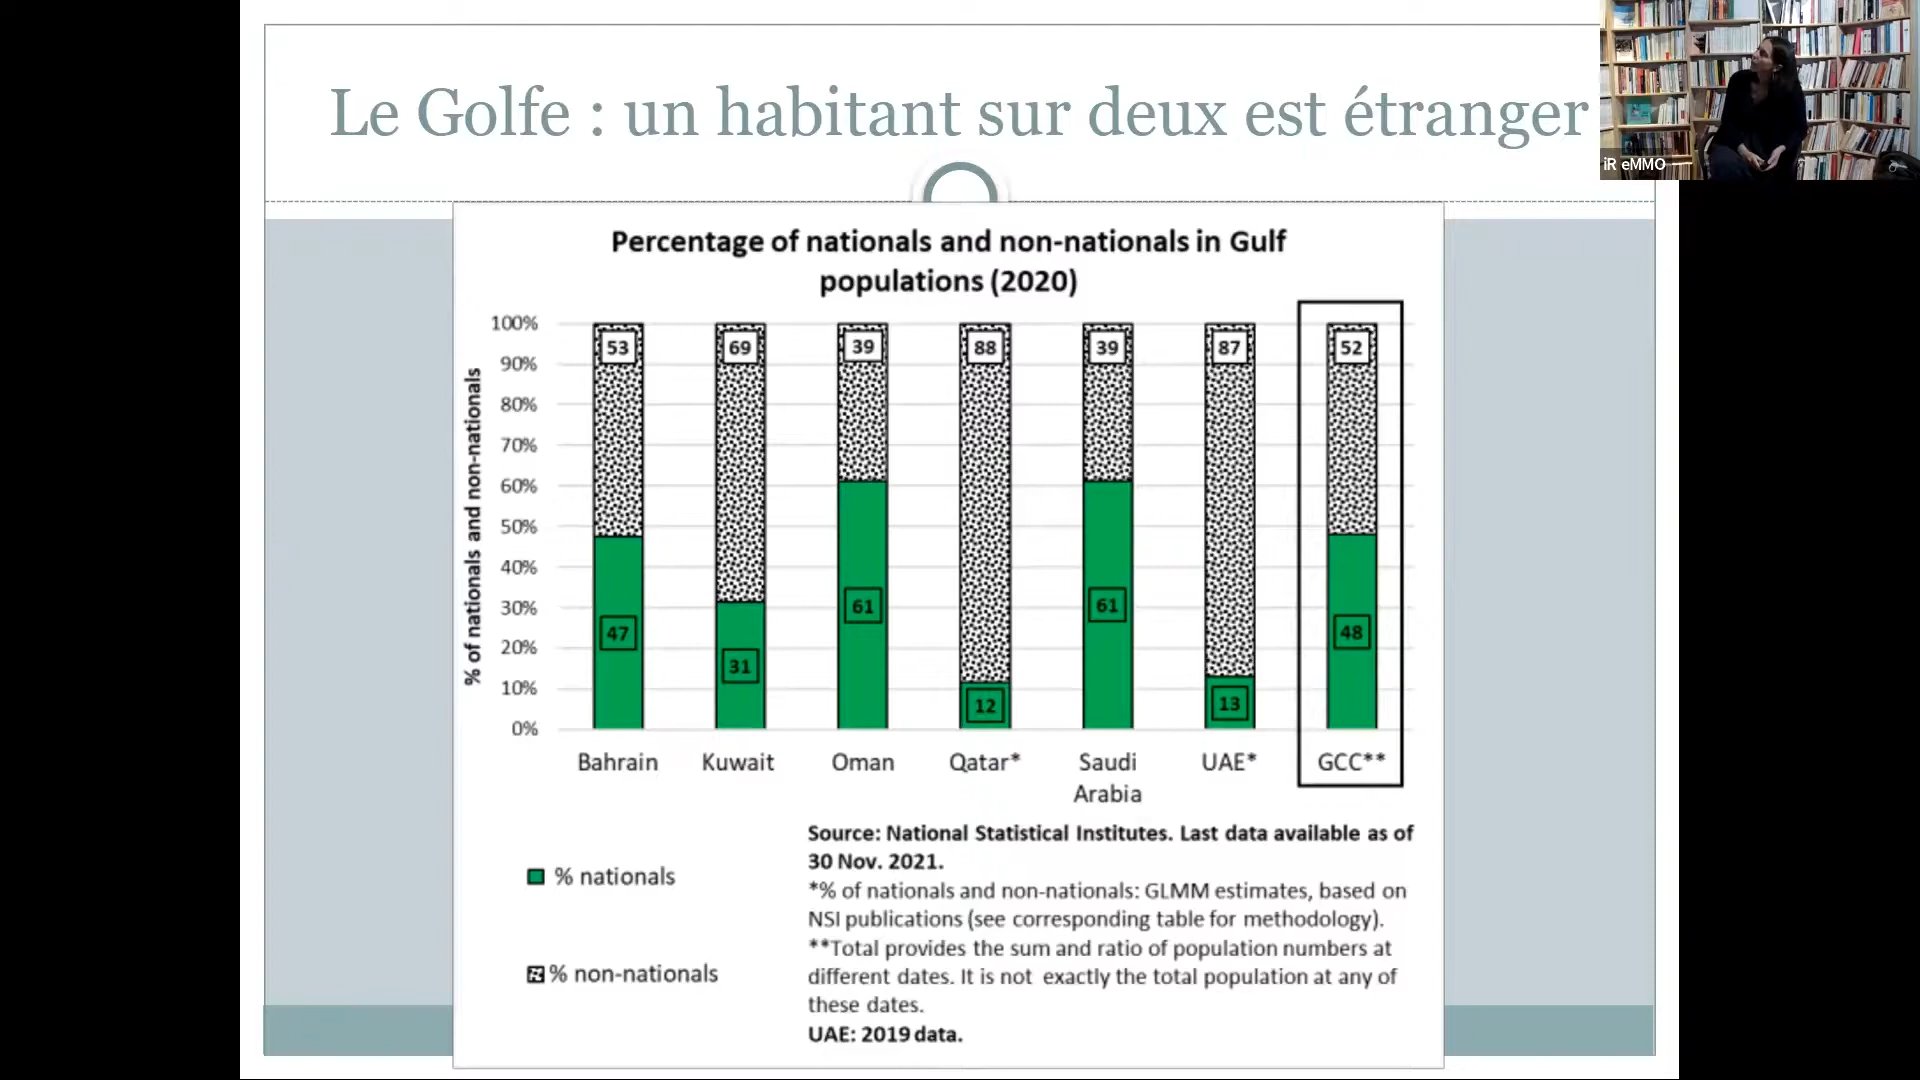 Le Golfe : un habitant sur deux est étranger
iR eMMO
Percentage of nationals and non-nationals in Gulf
populations (2020)
% of nationals and non-nationals
100%
90%
80%
70%
60%
50%
40%
30%
20%
10%
0%
53 69 39 88 39 87 52
47 31 61 12 61 13 48
Bahrain Kuwait Oman Qatar* Saudi Arabia UAE* GCC**
% nationals
% non-nationals
Source: National Statistical Institutes. Last data available as of
30 Nov. 2021.
*% of nationals and non-nationals: GLMM estimates, based on
NSI publications (see corresponding table for methodology).
**Total provides the sum and ratio of population numbers at
different dates. It is not exactly the total population at any of
these dates.
UAE: 2019 data.